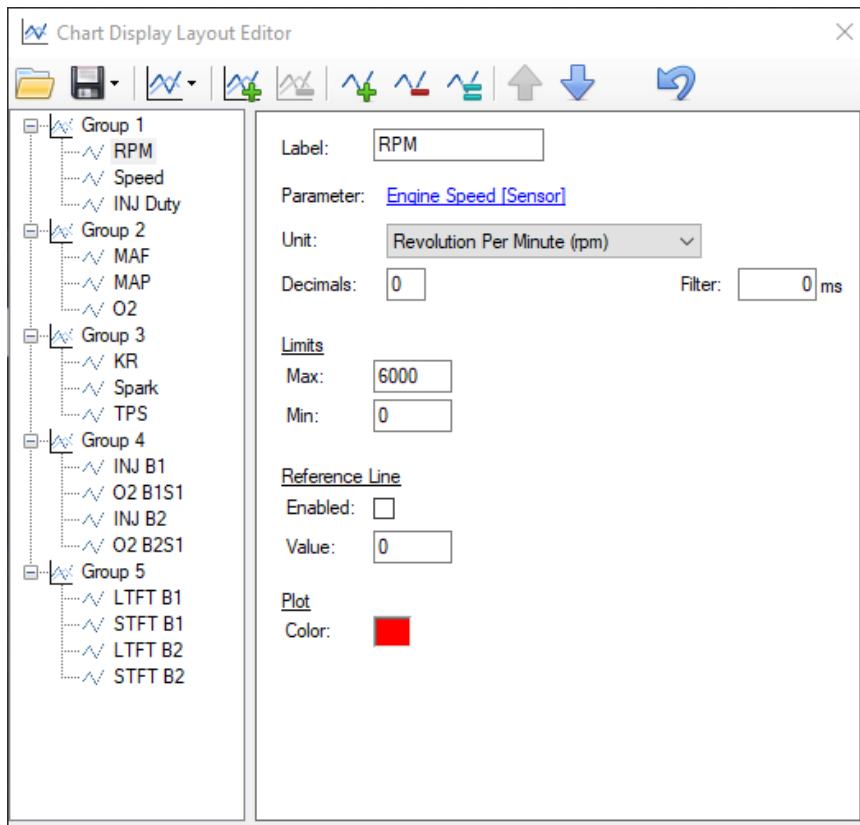 Chart Display Layout Editor
Group 1
RPM
Speed
INJ Duty
Group 2
MAF
MAP
O2
Group 3
KR
Spark
TPS
Group 4
INJ B1
O2 B1S1
INJ B2
O2 B2S1
Group 5
LTFT B1
STFT B1
LTFT B2
STFT B2
Label: RPM
Parameter: Engine Speed [Sensor]
Unit: Revolution Per Minute (rpm)
Decimals: 0 Filter: 0 ms
Limits
Max: 6000
Min: 0
Reference Line
Enabled:
Value: 0
Plot
Color: